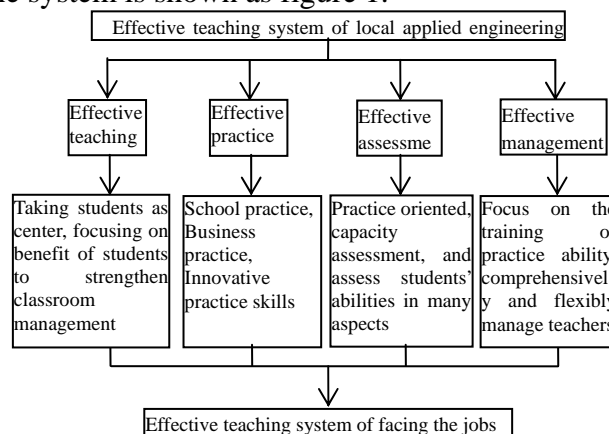 e system is shown as figure 1.
Effective teaching system of local applied engineering
Effective
teaching
Effective
practice
Effective
assessme
Effective
management
Taking students as
center, focusing on
benefit of students
to strengthen
classroom
management
School practice,
Business
practice,
Innovative
practice skills
Practice oriented,
capacity
assessment, and
assess students'
abilities in many
aspects
Focus on the
training o
practice ability
comprehensivel
y and flexibly
manage teachers
Effective teaching system of facing the jobs